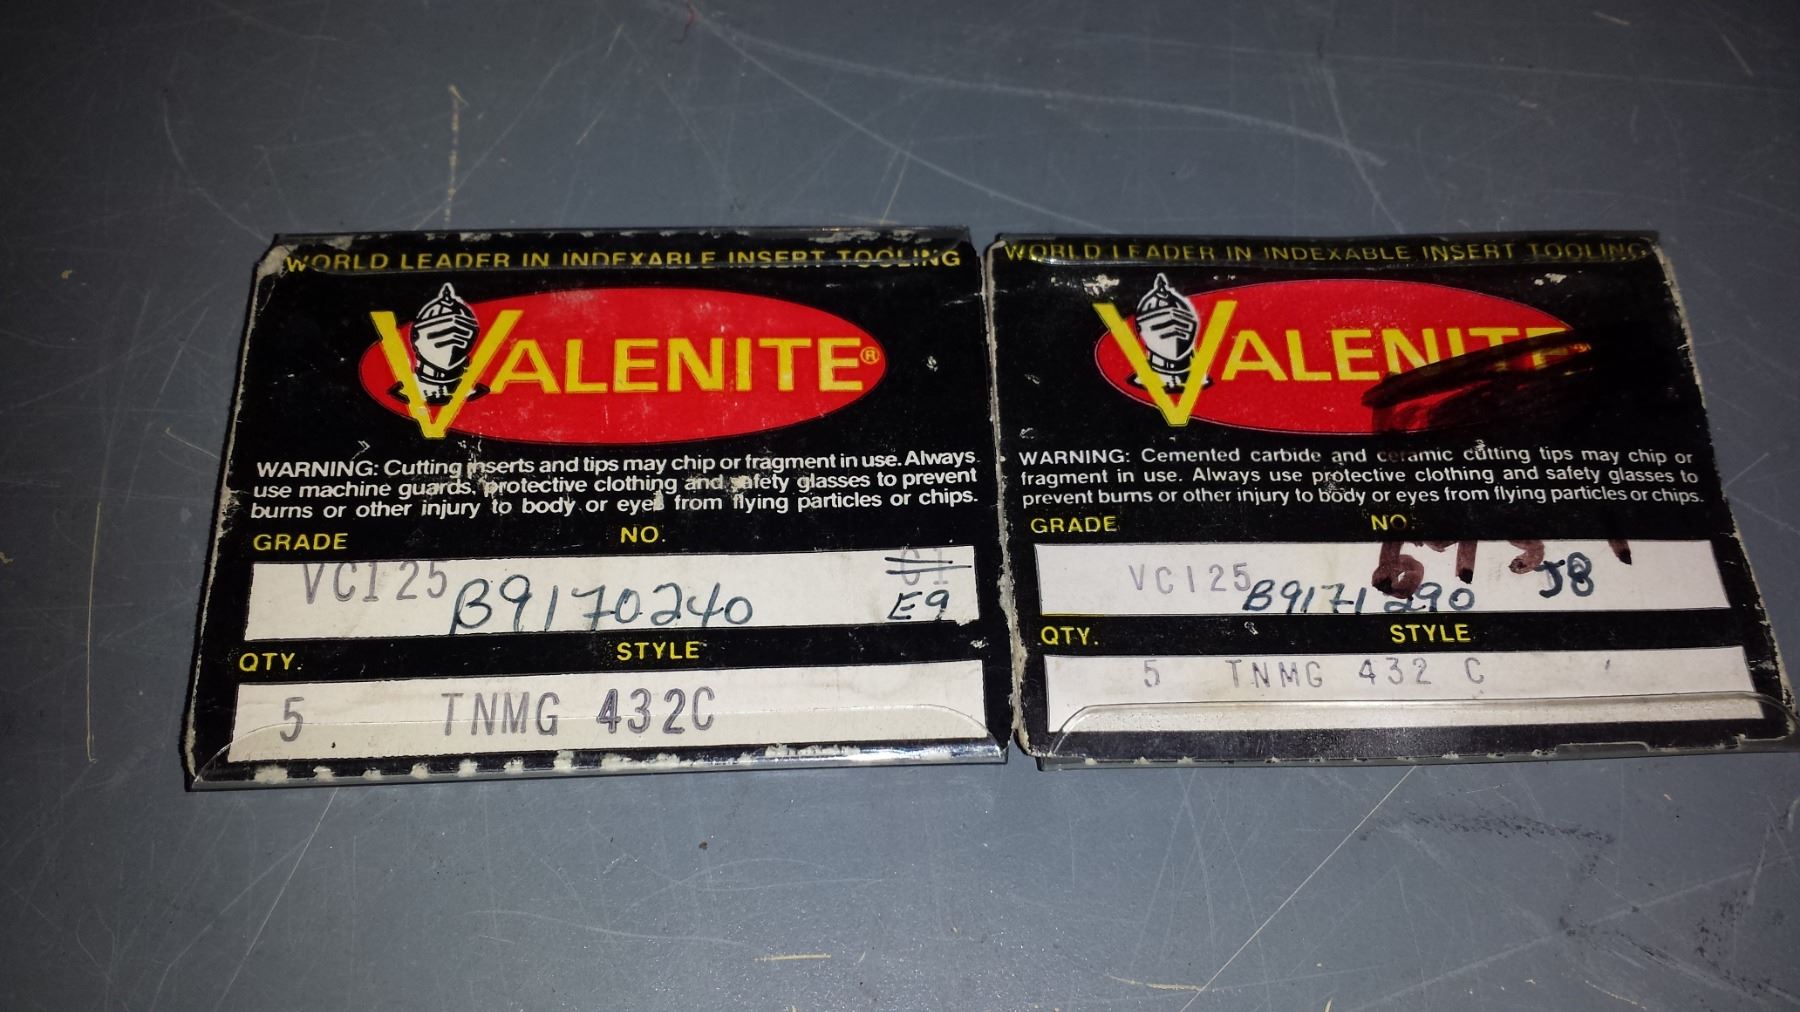 WORLD LEADER IN INDEXABLE INSERT TOOLING
VALENITE®
WARNING: Cutting inserts and tips may chip or fragment in use. Always
use machine guards, protective clothing and safety glasses to prevent
burns or other injury to body or eyes from flying particles or chips.
GRADE NO.
VC125 B9170240 C1
E9
QTY. STYLE
5 TNMG 432C
WORLD LEADER IN INDEXABLE INSERT TOOLING
VALENITE
WARNING: Cemented carbide and ceramic cutting tips may chip or
fragment in use. Always use protective clothing and safety glasses to
prevent burns or other injury to body or eyes from flying particles or chips.
GRADE NO.
VC125 B9171290 J8
QTY. STYLE
5 TNMG 432 C